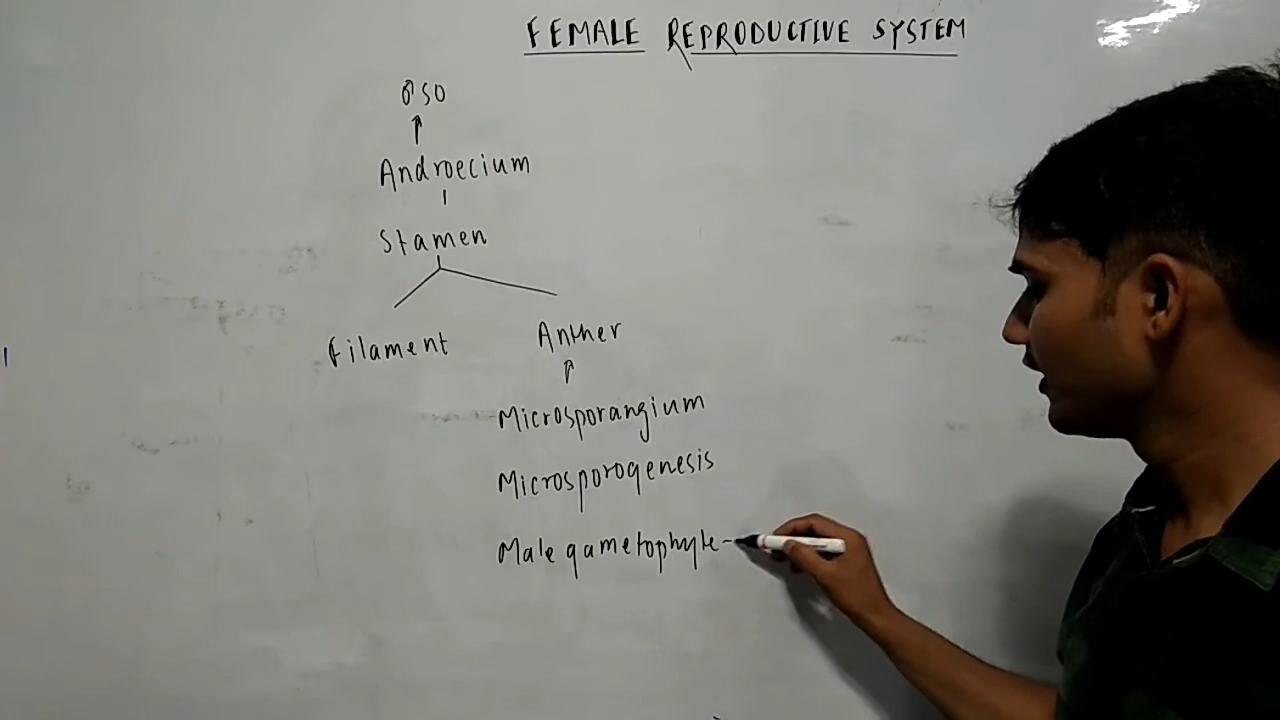 FEMALE REPRODUCTIVE SYSTEM
♂ SO
Androecium
Stamen
Filament Anther
Microsporangium
Microsporogenesis
Male gametophyte -